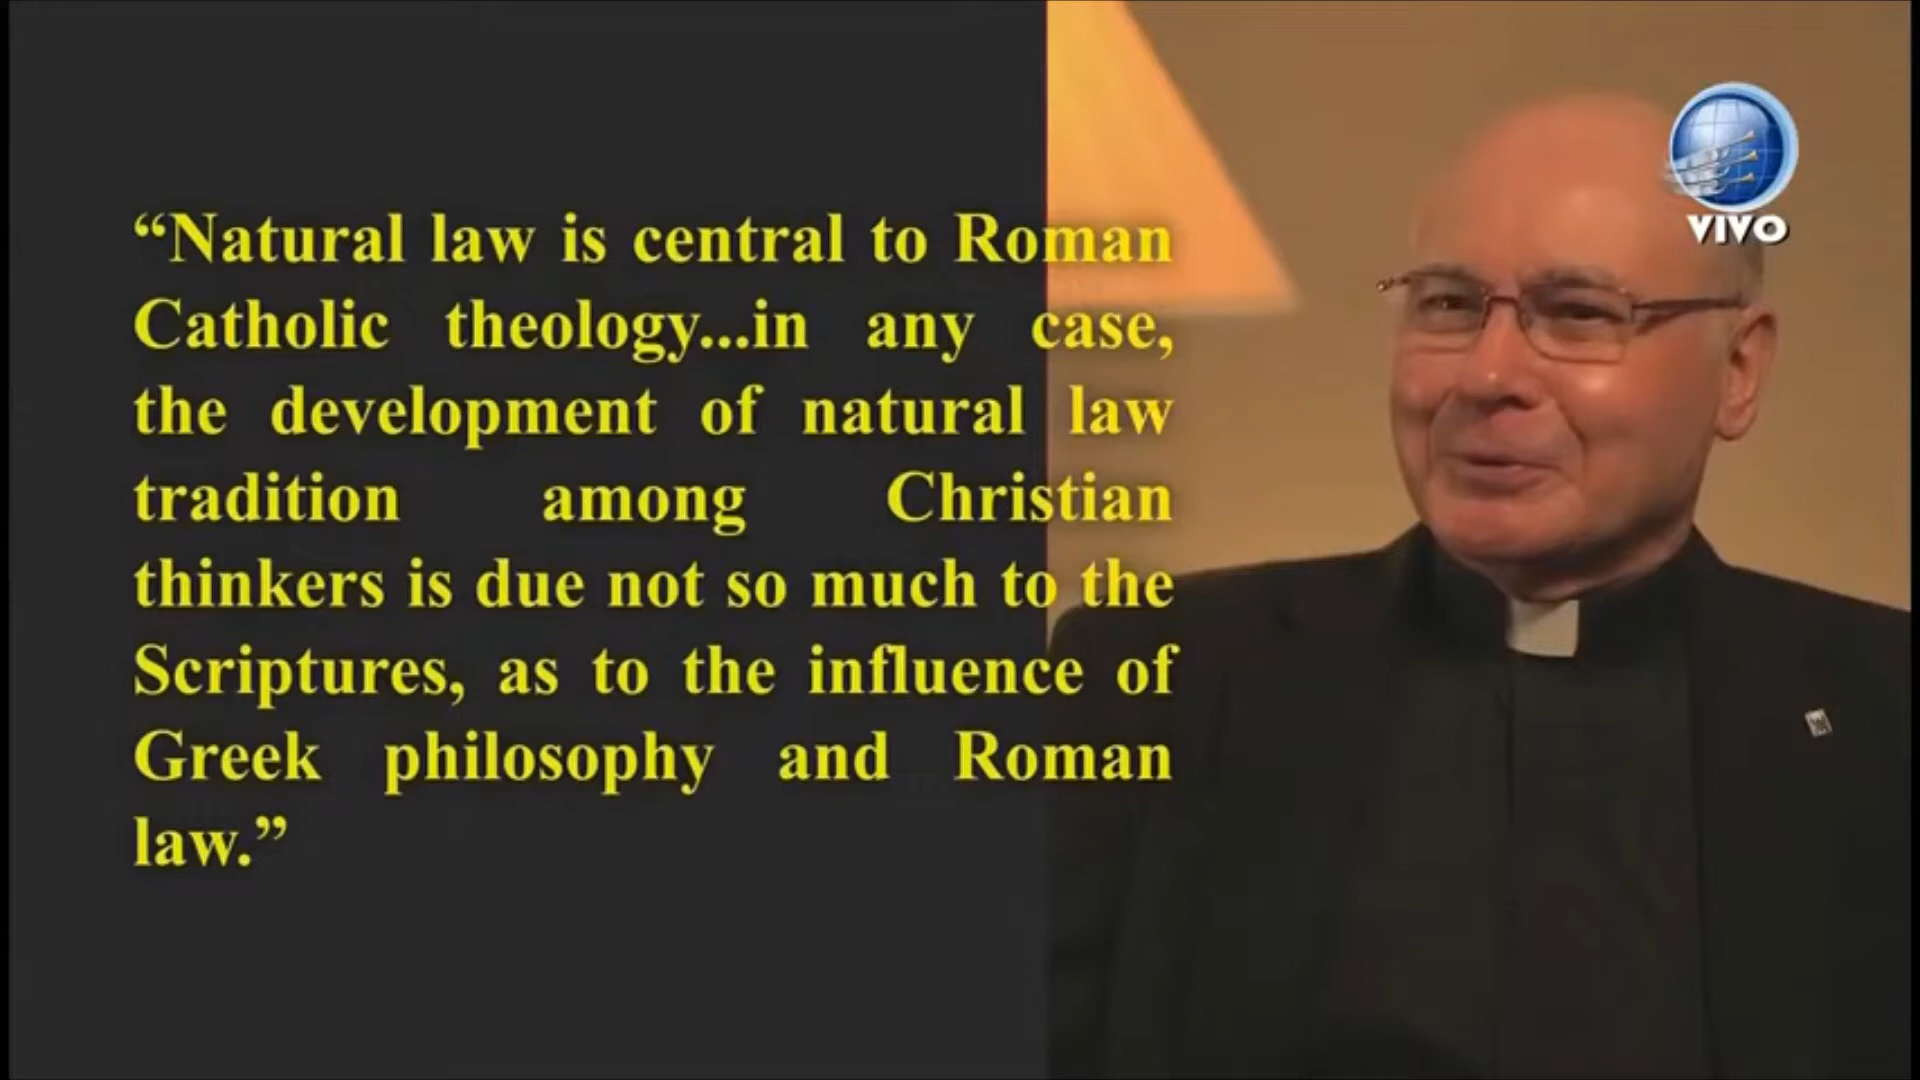 “Natural law is central to Roman
Catholic theology...in any case,
the development of natural law
tradition among Christian
thinkers is due not so much to the
Scriptures, as to the influence of
Greek philosophy and Roman
law.”
VIVO